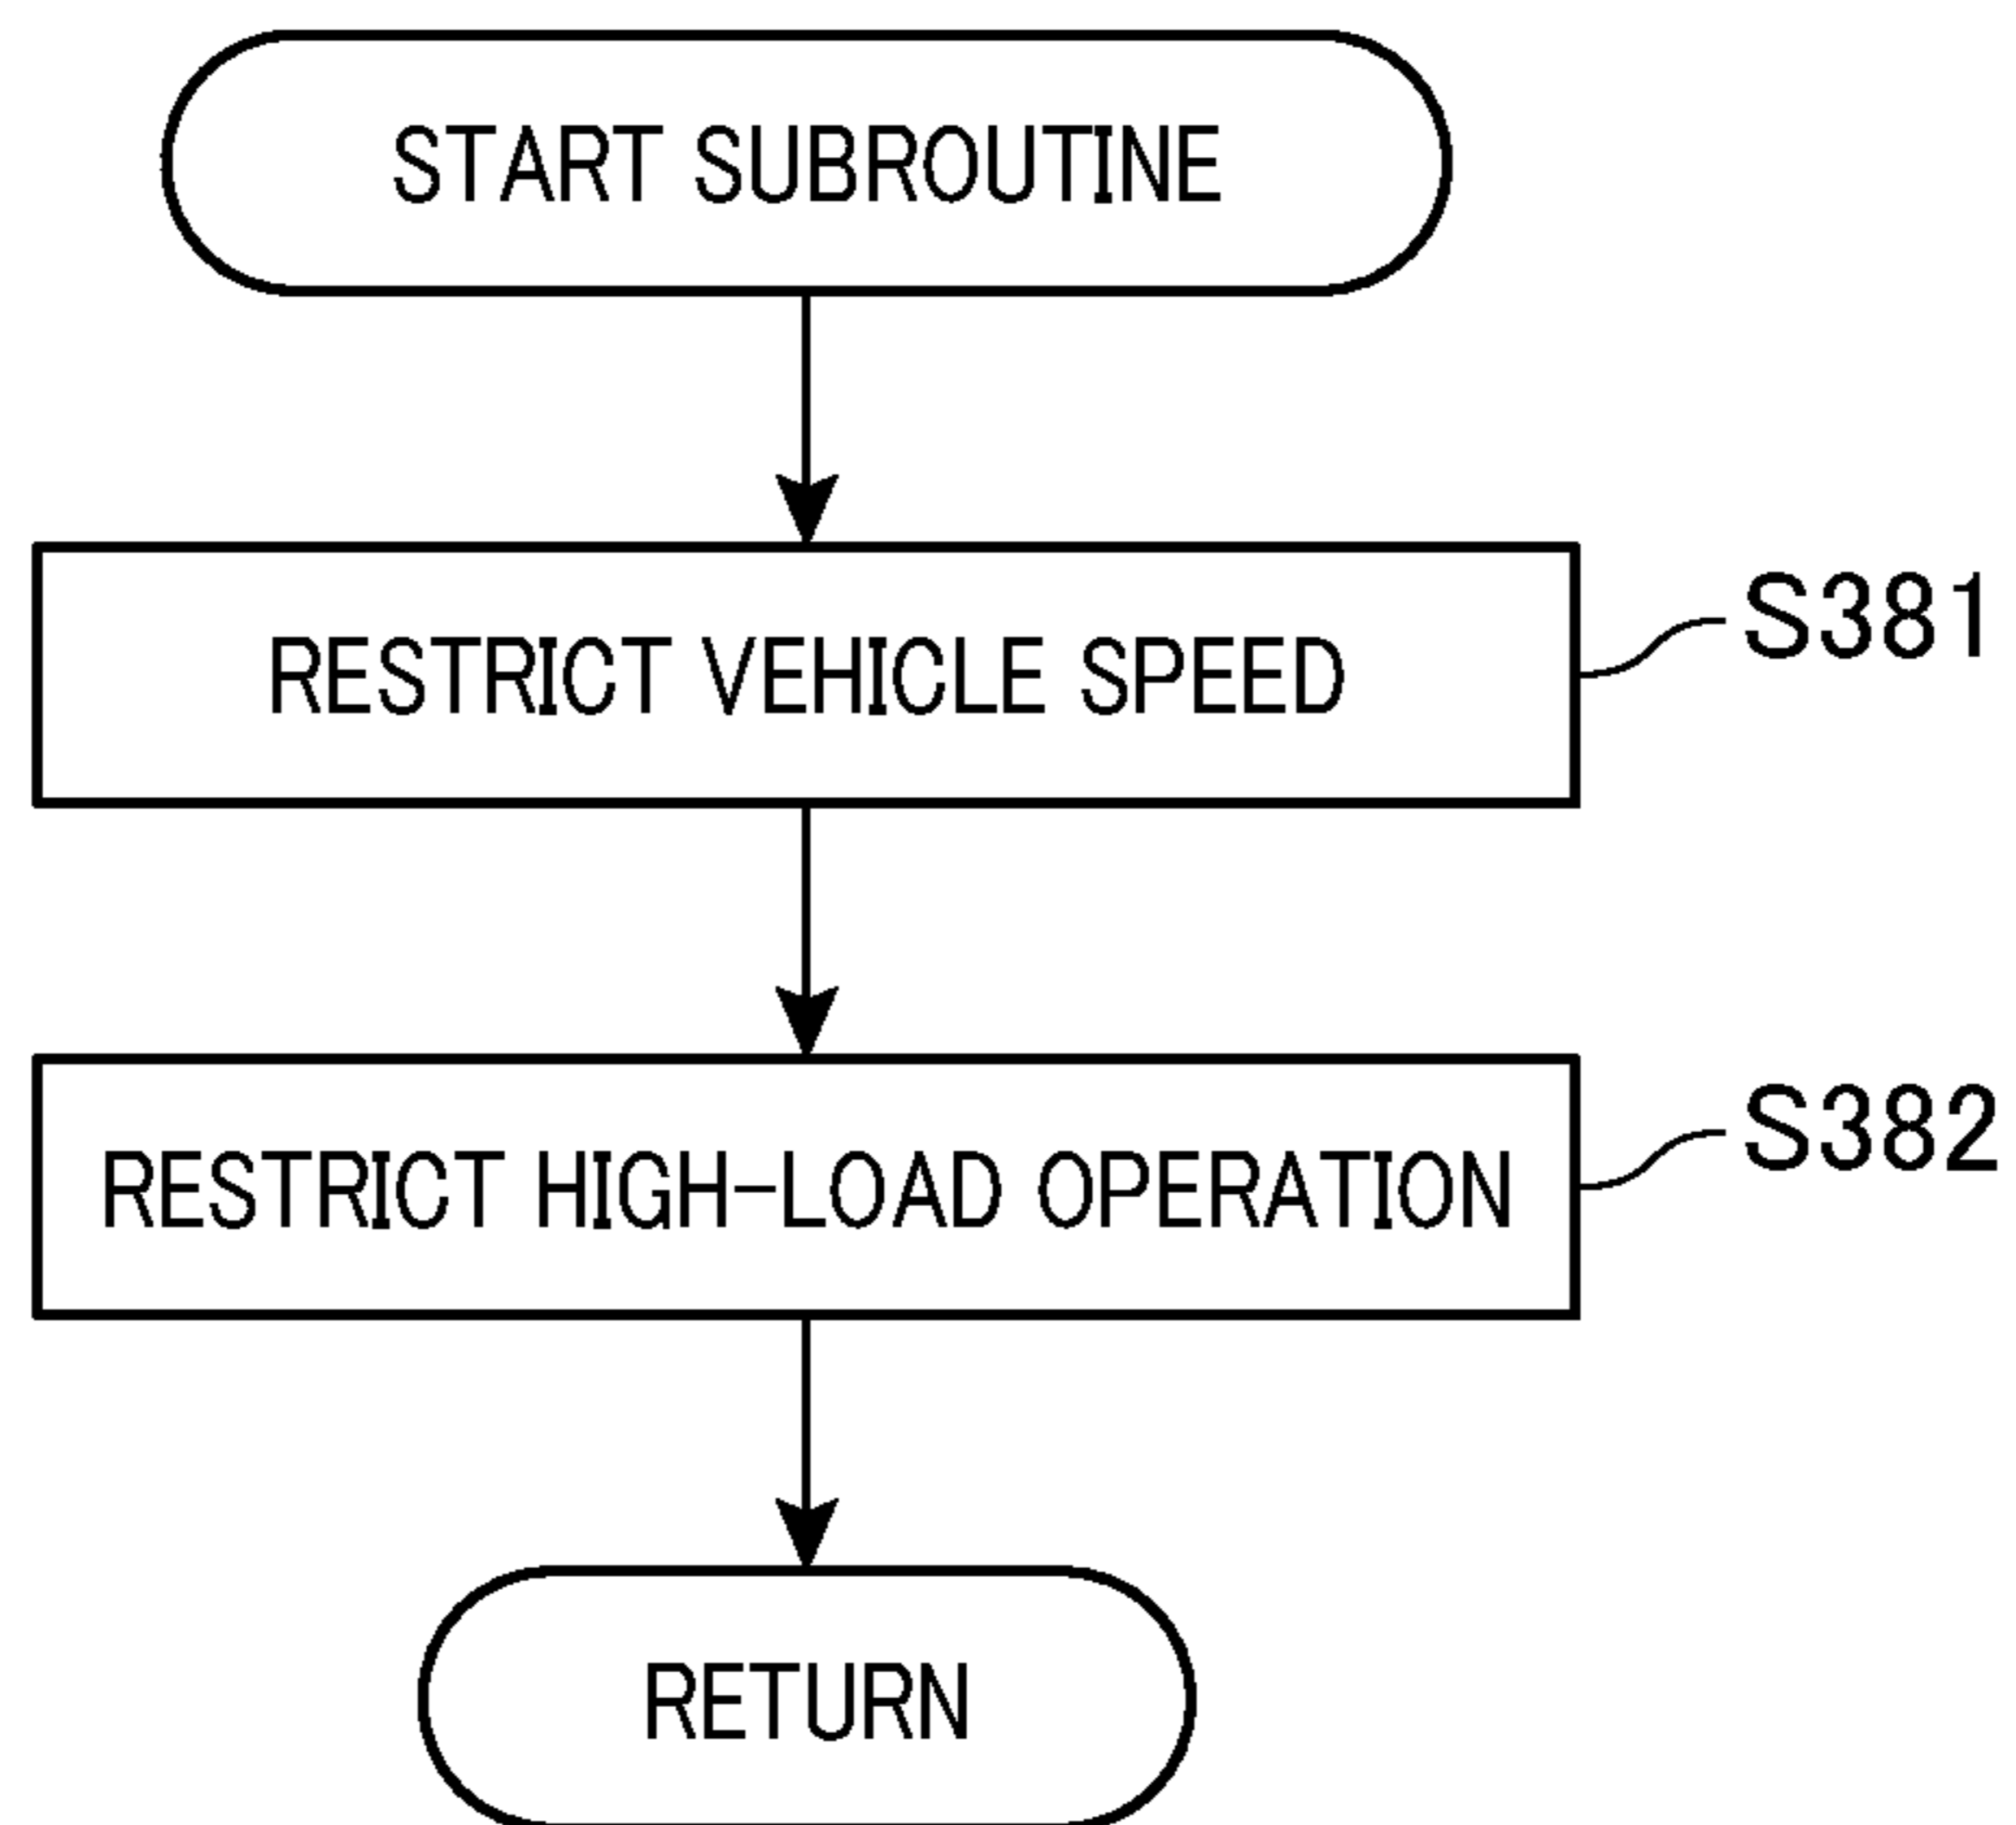 START SUBROUTINE
RESTRICT VEHICLE SPEED
S381
RESTRICT HIGH-LOAD OPERATION
S382
RETURN